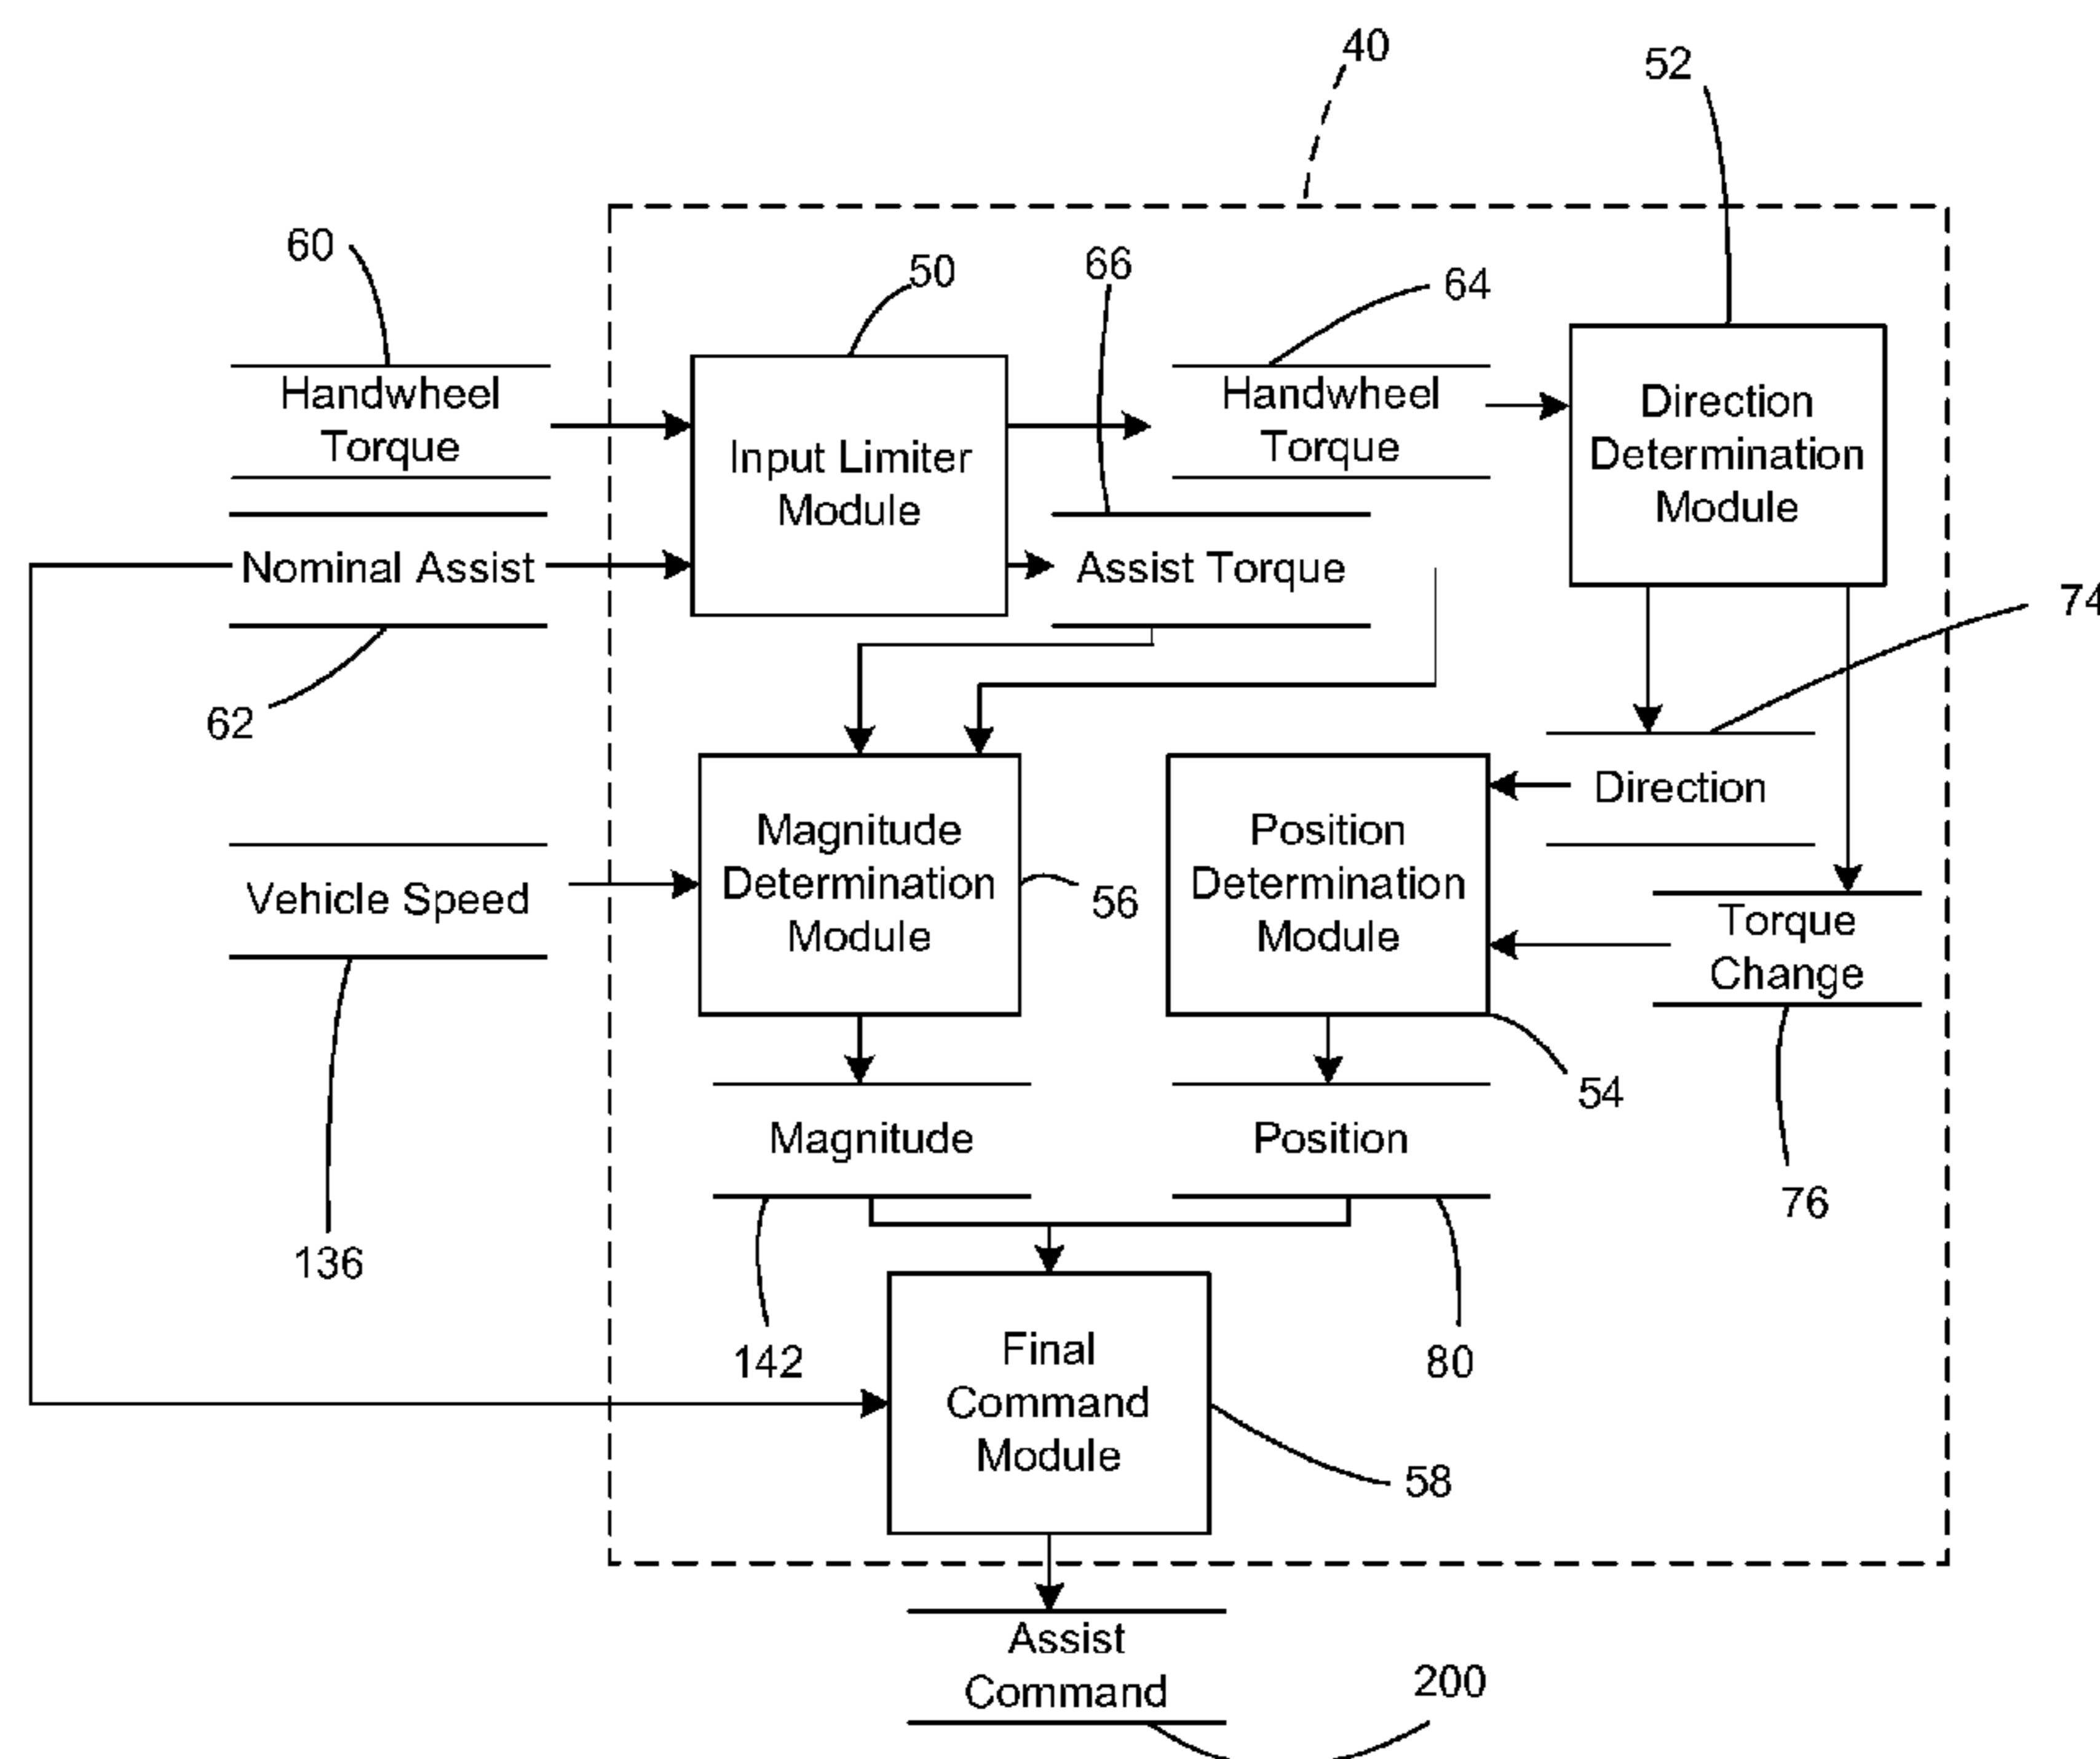 40
52
60
50
66
64
Handwheel
Torque
Input Limiter
Module
Handwheel
Torque
Direction
Determination
Module
Nominal Assist
Assist Torque
74
62
Vehicle Speed
Magnitude
Determination
Module
56
Position
Determination
Module
Direction
Torque
Change
54
Magnitude
Position
76
136
142
80
Final
Command
Module
58
Assist
Command
200